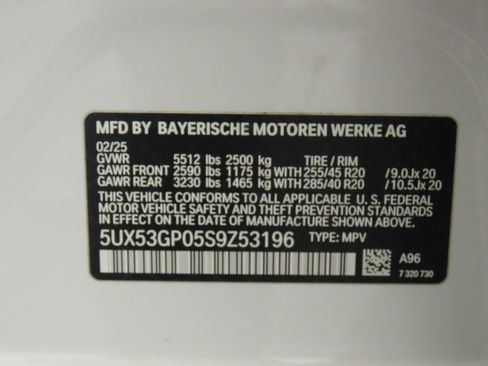 MFD BY BAYERISCHE MOTOREN WERKE AG
02/25
GVWR 5512 lbs 2500 kg TIRE / RIM
GAWR FRONT 2590 lbs 1175 kg WITH 255/45 R20 /9.0Jx 20
GAWR REAR 3230 lbs 1465 kg WITH 285/40 R20 /10.5Jx 20
THIS VEHICLE CONFORMS TO ALL APPLICABLE U. S. FEDERAL
MOTOR VEHICLE SAFETY AND THEFT PREVENTION STANDARDS
IN EFFECT ON THE DATE OF MANUFACTURE SHOWN ABOVE.
5UX53GP05S9Z53196 TYPE: MPV
A96
7 320 730